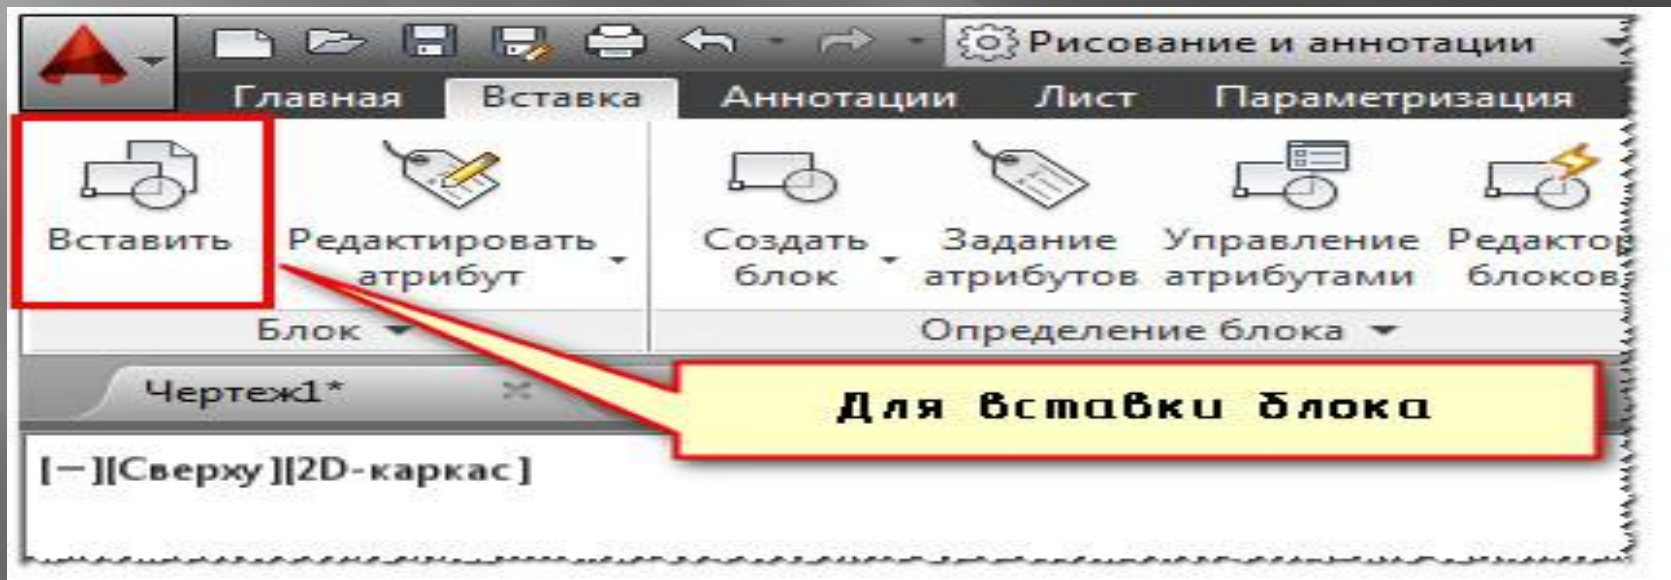 Рисование и аннотации
Главная Вставка Аннотации Лист Параметризация
Вставить Редактировать атрибут Создать блок Задание атрибутов Управление атрибутами Редактор блоков
Блок Определение блока
Чертеж1*
Для вставки блока
[—][Сверху][2D-каркас]